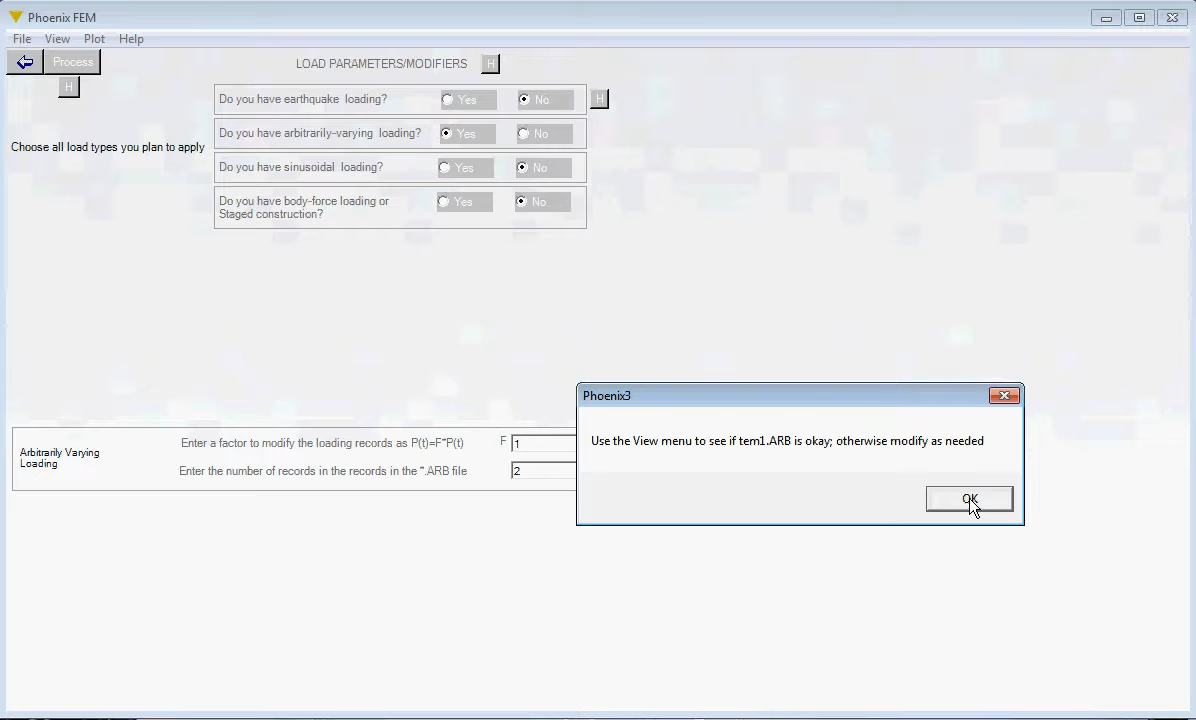 Phoenix FEM
File View Plot Help
Process
H
LOAD PARAMETERS/MODIFIERS H
Do you have earthquake loading? Yes No H
Do you have arbitrarily-varying loading? Yes No
Choose all load types you plan to apply
Do you have sinusoidal loading? Yes No
Do you have body-force loading or Yes No
Staged construction?
Phoenix3
Use the View menu to see if tem1.ARB is okay; otherwise modify as needed
OK
Arbitrarily Varying
Loading
Enter a factor to modify the loading records as P(t)=F*P(t) F 1
Enter the number of records in the records in the *.ARB file 2